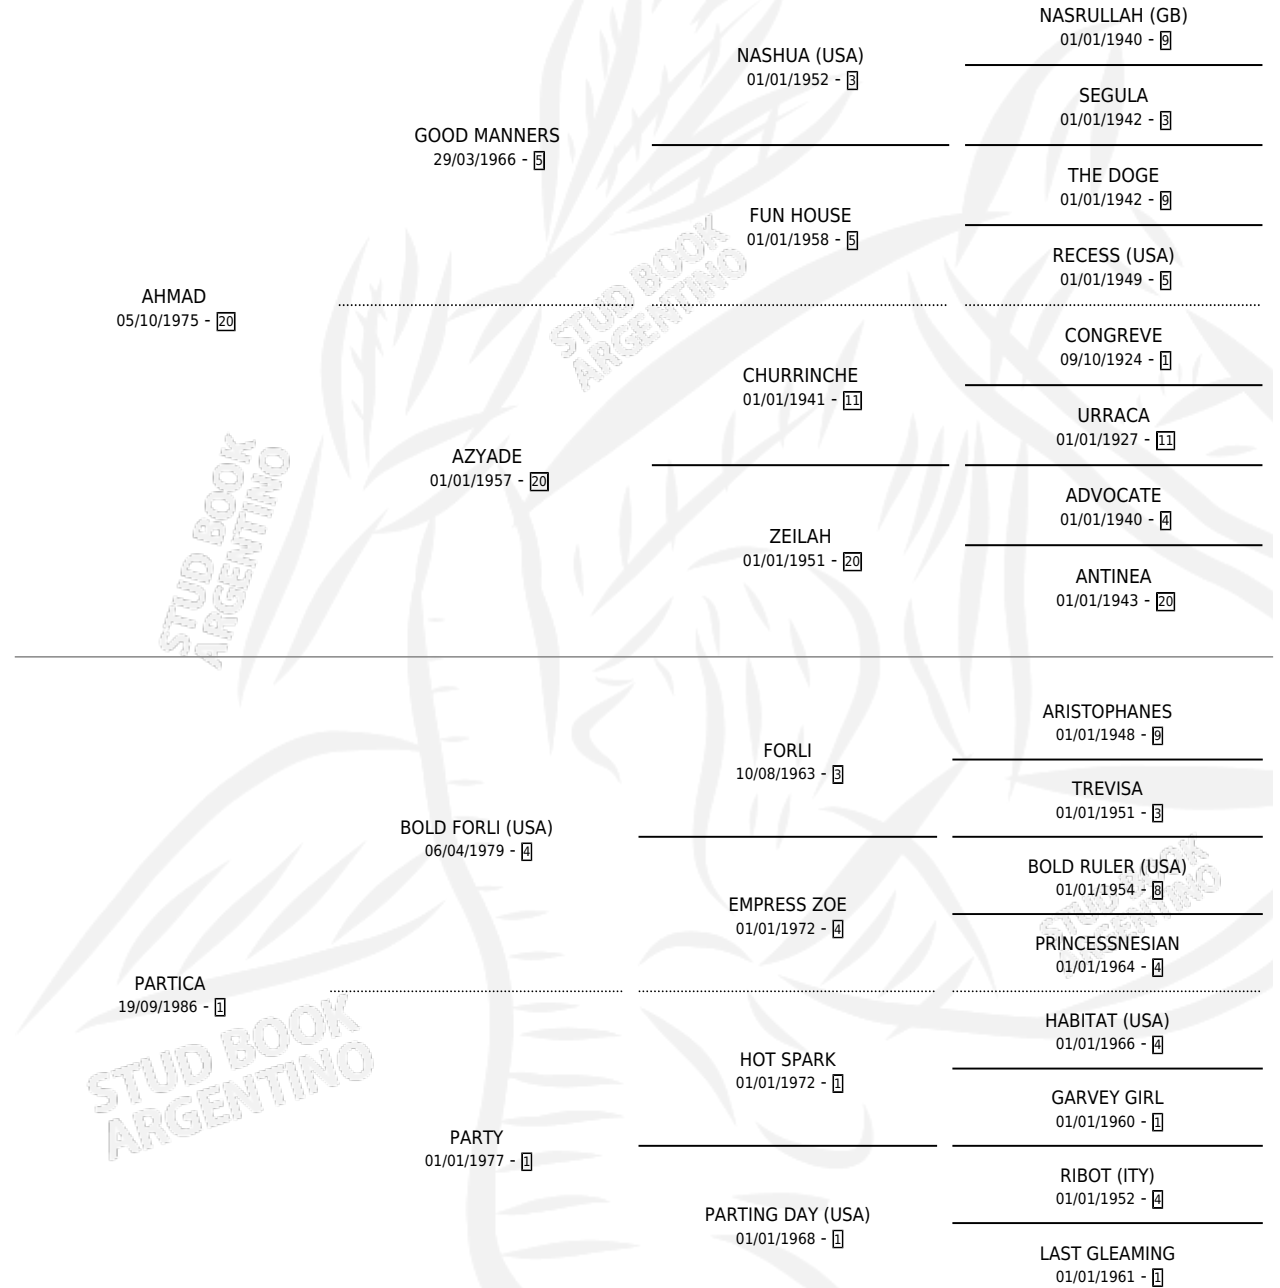 NASRULLAH (GB)
01/01/1940 - 9
NASHUA (USA)
01/01/1952 - 3
SEGULA
01/01/1942 - 3
GOOD MANNERS
29/03/1966 - 5
THE DOGE
01/01/1942 - 9
FUN HOUSE
01/01/1958 - 5
RECESS (USA)
01/01/1949 - 5
AHMAD
05/10/1975 - 20
CONGREVE
09/10/1924 - 1
CHURRINCHE
01/01/1941 - 11
URRACA
01/01/1927 - 11
AZYADE
01/01/1957 - 20
ADVOCATE
01/01/1940 - 4
ZEILAH
01/01/1951 - 20
ANTINEA
01/01/1943 - 20
STUD BOOK
ARGENTINO
STUD BOOK
ARGENTINO
ARISTOPHANES
01/01/1948 - 9
FORLI
10/08/1963 - 3
TREVISA
01/01/1951 - 3
BOLD FORLI (USA)
06/04/1979 - 4
BOLD RULER (USA)
01/01/1954 - 8
EMPRESS ZOE
01/01/1972 - 4
PRINCESSNESIAN
01/01/1964 - 4
STUD BOOK
ARGENTINO
PARTICA
19/09/1986 - 1
HABITAT (USA)
01/01/1966 - 4
HOT SPARK
01/01/1972 - 1
GARVEY GIRL
01/01/1960 - 1
STUD BOOK
ARGENTINO
PARTY
01/01/1977 - 1
RIBOT (ITY)
01/01/1952 - 4
PARTING DAY (USA)
01/01/1968 - 1
LAST GLEAMING
01/01/1961 - 1